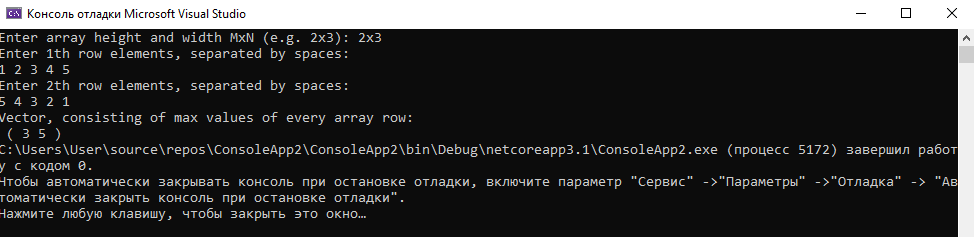 Консоль отладки Microsoft Visual Studio
Enter array height and width MxN (e.g. 2x3): 2x3
Enter 1th row elements, separated by spaces:
1 2 3 4 5
Enter 2th row elements, separated by spaces:
5 4 3 2 1
Vector, consisting of max values of every array row:
( 3 5 )
C:\Users\User\source\repos\ConsoleApp2\ConsoleApp2\bin\Debug\netcoreapp3.1\ConsoleApp2.exe (процесс 5172) завершил работ
у с кодом 0.
Чтобы автоматически закрывать консоль при остановке отладки, включите параметр "Сервис" ->"Параметры" ->"Отладка" -> "Ав
томатически закрыть консоль при остановке отладки".
Нажмите любую клавишу, чтобы закрыть это окно…